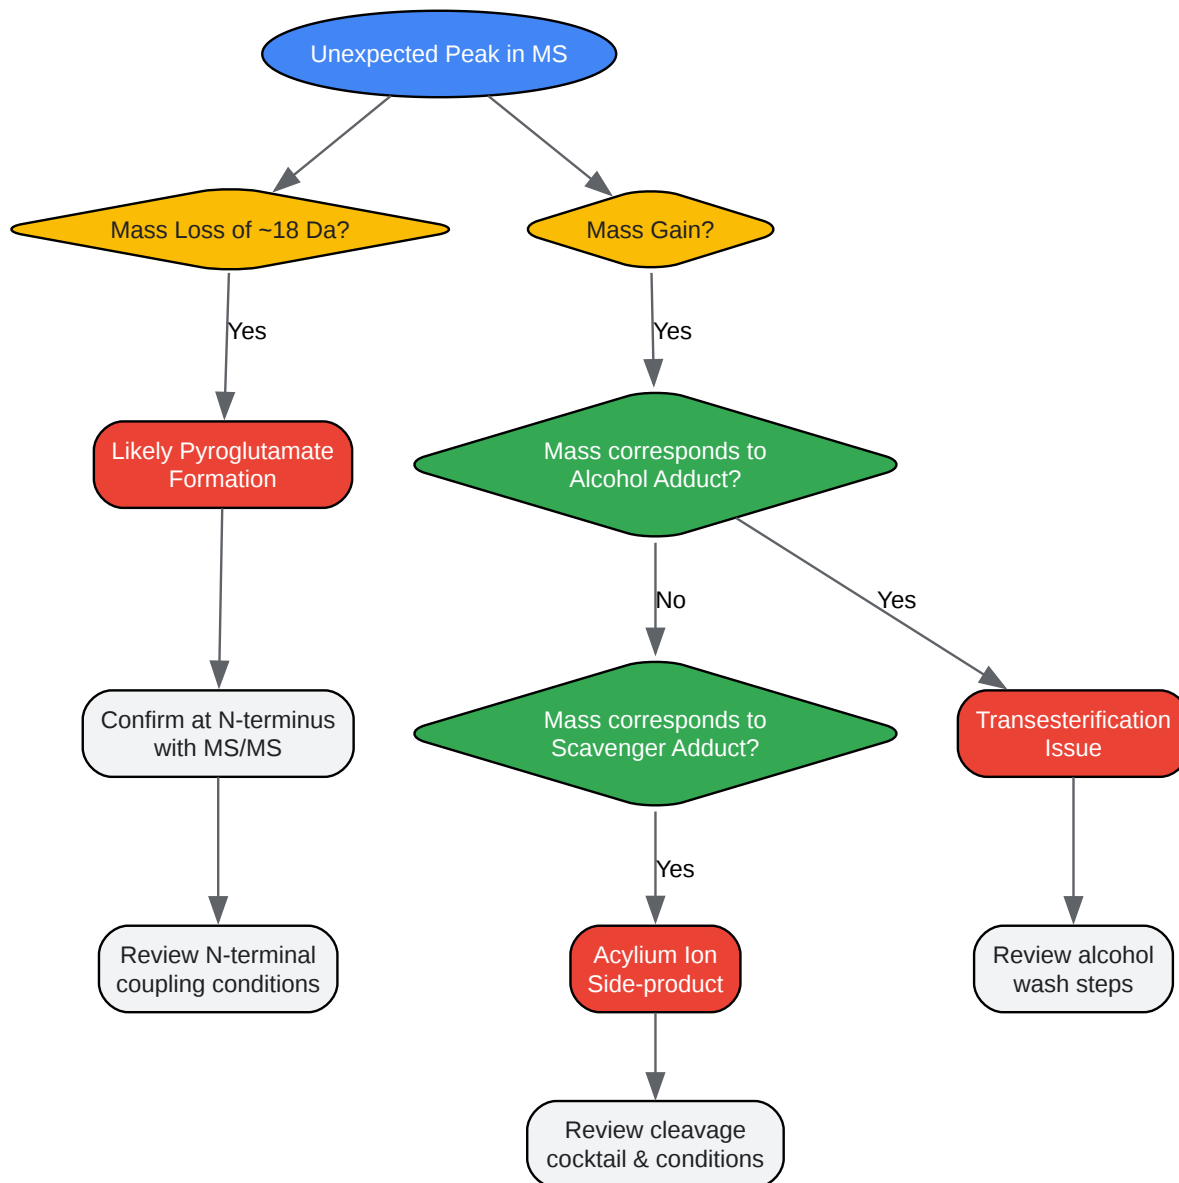 Unexpected Peak in MS
Mass Loss of ~18 Da?
Mass Gain?
Yes
Yes
Likely Pyroglutamate
Formation
Mass corresponds to
Alcohol Adduct?
No
Yes
Confirm at N-terminus
with MS/MS
Mass corresponds to
Scavenger Adduct?
Transesterification
Issue
Yes
Review N-terminal
coupling conditions
Acylium Ion
Side-product
Review alcohol
wash steps
Review cleavage
cocktail & conditions